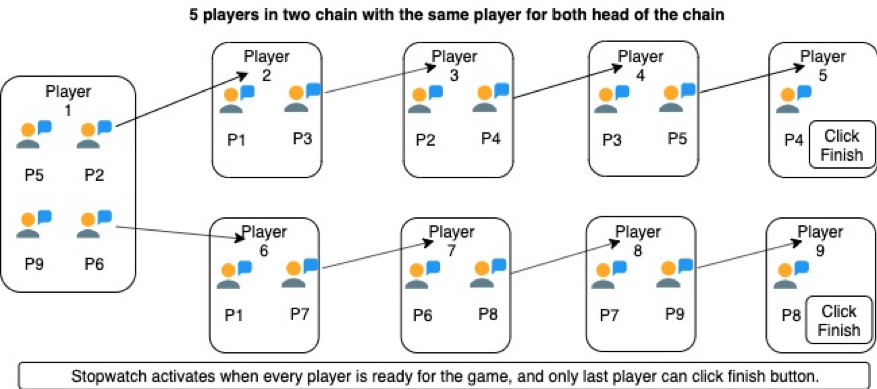 5 players in two chain with the same player for both head of the chain
Player
1
P5 P2
P9 P6
Player
2
P1 P3
Player
3
P2 P4
Player
4
P3 P5
Player
5
P4
Click
Finish
Player
6
P1 P7
Player
7
P6 P8
Player
8
P7 P9
Player
9
P8
Click
Finish
Stopwatch activates when every player is ready for the game, and only last player can click finish button.